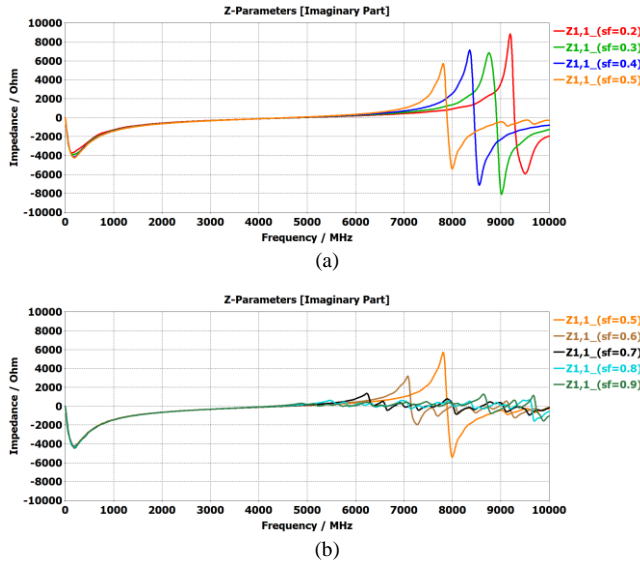 Z-Parameters [Imaginary Part]
10000
8000
6000
4000
2000
0
-2000
-4000
-6000
-8000
-10000
Impedance / Ohm
0 1000 2000 3000 4000 5000 6000 7000 8000 9000 10000
Frequency / MHz
Z1,1_(sf=0.2)
Z1,1_(sf=0.3)
Z1,1_(sf=0.4)
Z1,1_(sf=0.5)
(a)
Z-Parameters [Imaginary Part]
10000
8000
6000
4000
2000
0
-2000
-4000
-6000
-8000
-10000
Impedance / Ohm
0 1000 2000 3000 4000 5000 6000 7000 8000 9000 10000
Frequency / MHz
Z1,1_(sf=0.5)
Z1,1_(sf=0.6)
Z1,1_(sf=0.7)
Z1,1_(sf=0.8)
Z1,1_(sf=0.9)
(b)